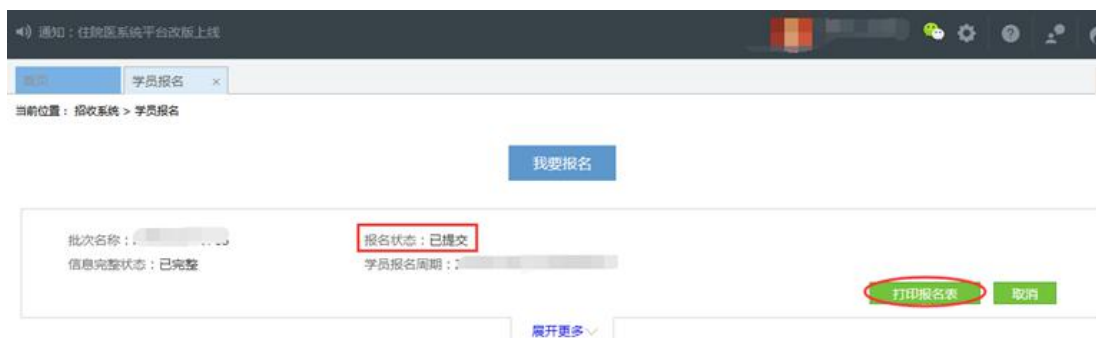 通知：住院医系统平台改版上线
首页 学员报名 ×
当前位置： 招收系统 > 学员报名
我要报名
批次名称： 报名状态：已提交
信息完整状态：已完整 学员报名周期：2
打印报名表 取消
展开更多